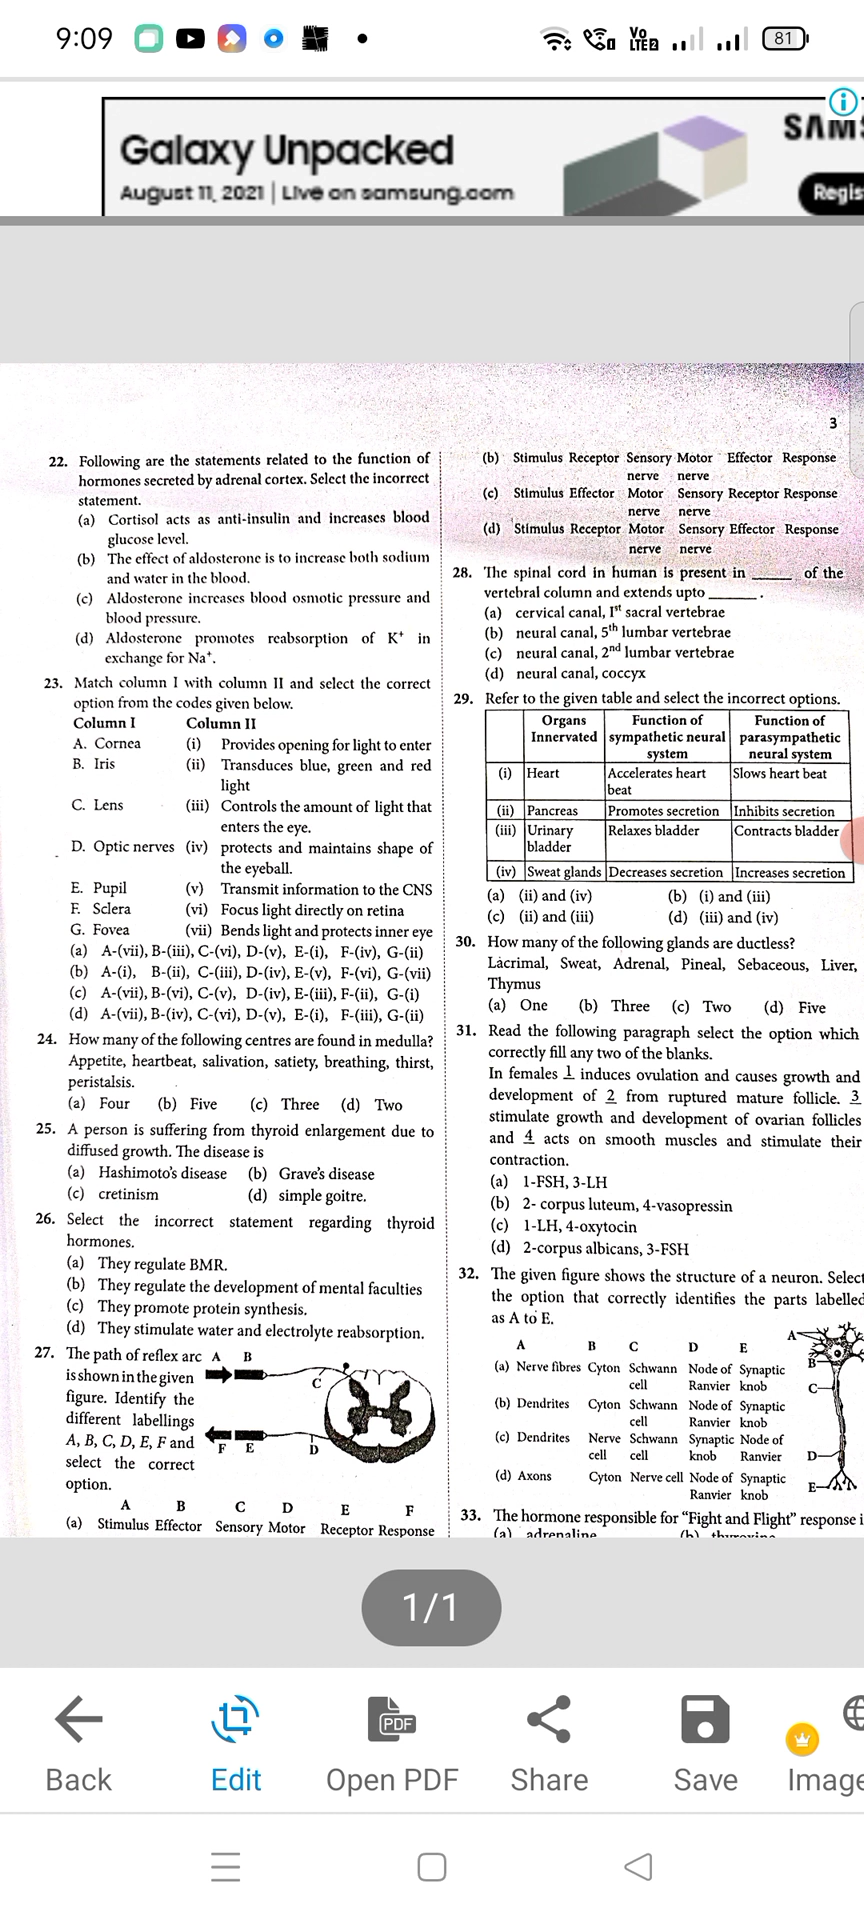 9:09
Vo
LTE2
81
Galaxy Unpacked
August 11, 2021 | Live on samsung.com
SAMS
Regis
3
22. Following are the statements related to the function of
hormones secreted by adrenal cortex. Select the incorrect
statement.
(a) Cortisol acts as anti-insulin and increases blood
glucose level.
(b) The effect of aldosterone is to increase both sodium
and water in the blood.
(c) Aldosterone increases blood osmotic pressure and
blood pressure.
(d) Aldosterone promotes reabsorption of K⁺ in
exchange for Na⁺.
23. Match column I with column II and select the correct
option from the codes given below.
Column I Column II
A. Cornea (i) Provides opening for light to enter
B. Iris (ii) Transduces blue, green and red
light
C. Lens (iii) Controls the amount of light that
enters the eye.
D. Optic nerves (iv) protects and maintains shape of
the eyeball.
E. Pupil (v) Transmit information to the CNS
F. Sclera (vi) Focus light directly on retina
G. Fovea (vii) Bends light and protects inner eye
(a) A-(vii), B-(iii), C-(vi), D-(v), E-(i), F-(iv), G-(ii)
(b) A-(i), B-(ii), C-(iii), D-(iv), E-(v), F-(vi), G-(vii)
(c) A-(vii), B-(vi), C-(v), D-(iv), E-(iii), F-(ii), G-(i)
(d) A-(vii), B-(iv), C-(vi), D-(v), E-(i), F-(iii), G-(ii)
24. How many of the following centres are found in medulla?
Appetite, heartbeat, salivation, satiety, breathing, thirst,
peristalsis.
(a) Four (b) Five (c) Three (d) Two
25. A person is suffering from thyroid enlargement due to
diffused growth. The disease is
(a) Hashimoto's disease (b) Grave's disease
(c) cretinism (d) simple goitre.
26. Select the incorrect statement regarding thyroid
hormones.
(a) They regulate BMR.
(b) They regulate the development of mental faculties
(c) They promote protein synthesis.
(d) They stimulate water and electrolyte reabsorption.
27. The path of reflex arc
is shown in the given
figure. Identify the
different labellings
A, B, C, D, E, F and
select the correct
option.
A B
C
F E D
A B C D E F
(a) Stimulus Effector Sensory Motor Receptor Response
(b) Stimulus Receptor Sensory Motor Effector Response
nerve nerve
(c) Stimulus Effector Motor Sensory Receptor Response
nerve nerve
(d) Stimulus Receptor Motor Sensory Effector Response
nerve nerve
28. The spinal cord in human is present in _____ of the
vertebral column and extends upto ______.
(a) cervical canal, 1st sacral vertebrae
(b) neural canal, 5th lumbar vertebrae
(c) neural canal, 2nd lumbar vertebrae
(d) neural canal, coccyx
29. Refer to the given table and select the incorrect options.
Organs Function of Function of
Innervated sympathetic neural parasympathetic
system neural system
(i) Heart Accelerates heart Slows heart beat
beat
(ii) Pancreas Promotes secretion Inhibits secretion
(iii) Urinary Relaxes bladder Contracts bladder
bladder
(iv) Sweat glands Decreases secretion Increases secretion
(a) (ii) and (iv) (b) (i) and (iii)
(c) (ii) and (iii) (d) (iii) and (iv)
30. How many of the following glands are ductless?
Lacrimal, Sweat, Adrenal, Pineal, Sebaceous, Liver,
Thymus
(a) One (b) Three (c) Two (d) Five
31. Read the following paragraph select the option which
correctly fill any two of the blanks.
In females 1 induces ovulation and causes growth and
development of 2 from ruptured mature follicle. 3
stimulate growth and development of ovarian follicles
and 4 acts on smooth muscles and stimulate their
contraction.
(a) 1-FSH, 3-LH
(b) 2- corpus luteum, 4-vasopressin
(c) 1-LH, 4-oxytocin
(d) 2-corpus albicans, 3-FSH
32. The given figure shows the structure of a neuron. Select
the option that correctly identifies the parts labelled
as A to E.
A B C D E
(a) Nerve fibres Cyton Schwann Node of Synaptic
cell Ranvier knob
(b) Dendrites Cyton Schwann Node of Synaptic
cell Ranvier knob
(c) Dendrites Nerve Schwann Synaptic Node of
cell cell knob Ranvier
(d) Axons Cyton Nerve cell Node of Synaptic
Ranvier knob
A
B
C
D
E
33. The hormone responsible for "Fight and Flight" response i
(a) adrenaline (b) thyroxine
1/1
PDF
Back Edit Open PDF Share Save Image